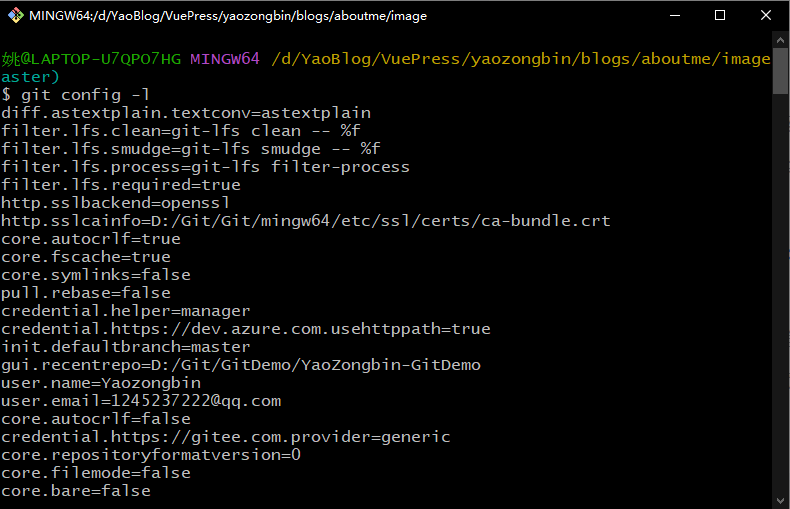 MINGW64:/d/YaoBlog/VuePress/yaozongbin/blogs/aboutme/image
姚@LAPTOP-U7QPO7HG MINGW64 /d/YaoBlog/VuePress/yaozongbin/blogs/aboutme/image
aster)
$ git config -l
diff.astextplain.textconv=astextplain
filter.lfs.clean=git-lfs clean -- %f
filter.lfs.smudge=git-lfs smudge -- %f
filter.lfs.process=git-lfs filter-process
filter.lfs.required=true
http.sslbackend=openssl
http.sslcainfo=D:/Git/Git/mingw64/etc/ssl/certs/ca-bundle.crt
core.autocrlf=true
core.fscache=true
core.symlinks=false
pull.rebase=false
credential.helper=manager
credential.https://dev.azure.com.usehttppath=true
init.defaultbranch=master
gui.recentrepo=D:/Git/GitDemo/YaoZongbin-GitDemo
user.name=Yaozongbin
user.email=1245237222@qq.com
core.autocrlf=false
credential.https://gitee.com.provider=generic
core.repositoryformatversion=0
core.filemode=false
core.bare=false